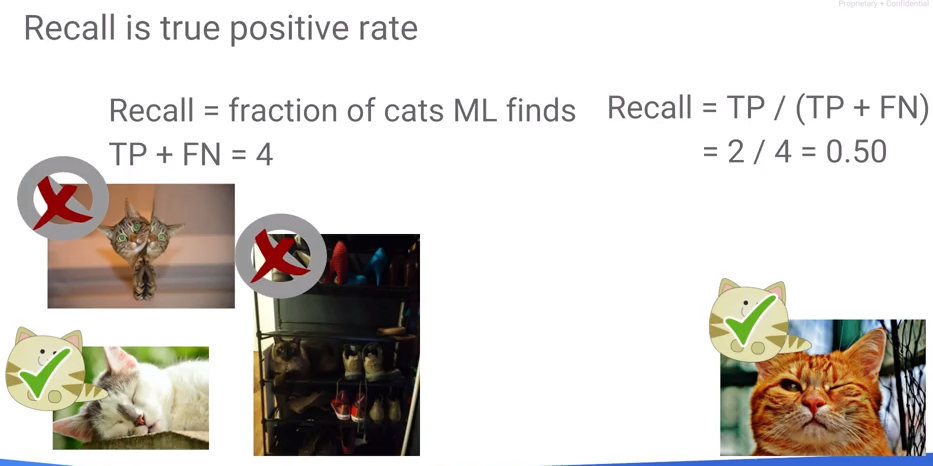 Proprietary + Confidential
Recall is true positive rate
Recall = fraction of cats ML finds
TP + FN = 4
Recall = TP / (TP + FN)
= 2 / 4 = 0.50